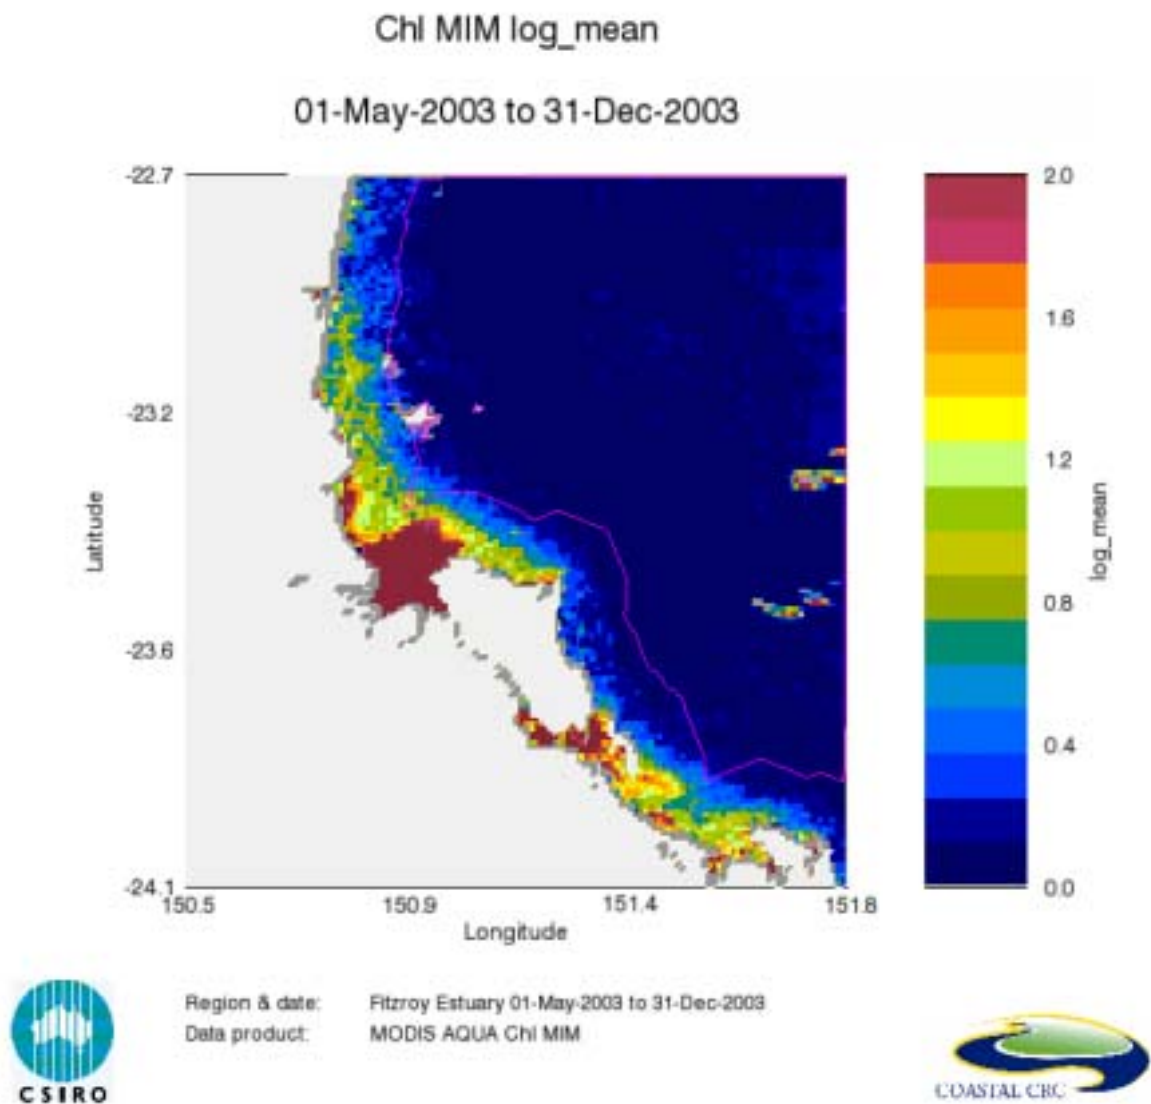 Chl MIM log_mean
01-May-2003 to 31-Dec-2003
-22.7
-23.2
-23.6
-24.1
Latitude
150.5 150.9 151.4 151.8
Longitude
2.0
1.6
1.2
0.8
0.4
0.0
log_mean
Region & date: Fitzroy Estuary 01-May-2003 to 31-Dec-2003
Data product: MODIS AQUA Chl MIM
CSIRO
COASTAL CRC